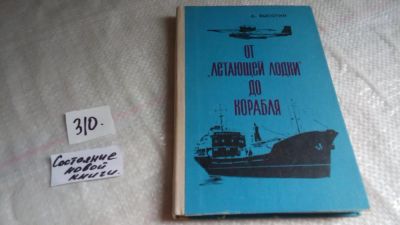 ОТ
„ЛЕТАЮЩЕЙ ЛОДКИ"
ДО
КОРАБЛЯ
310.
Состояние
новой
книги.